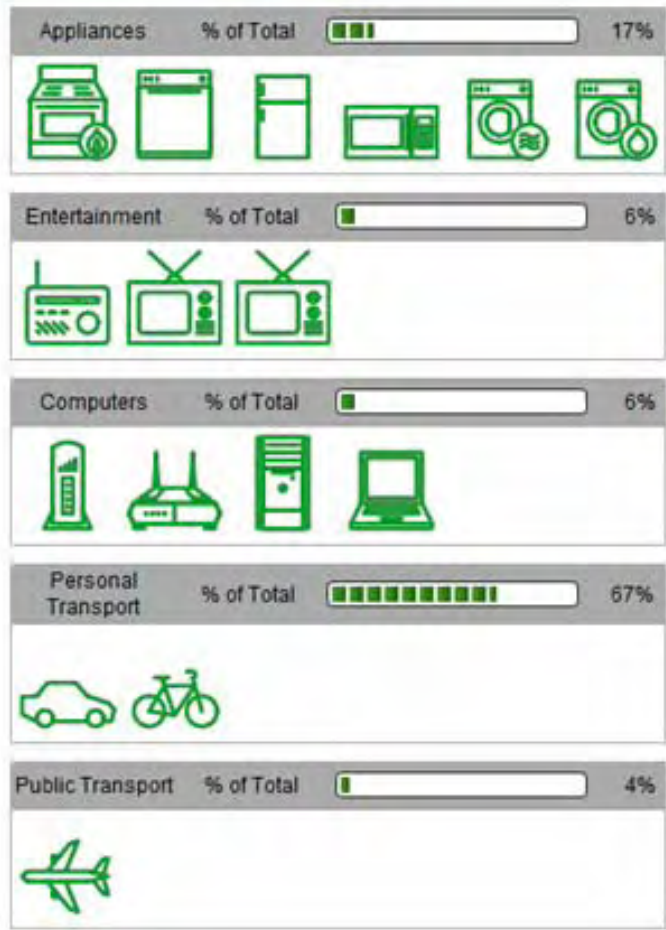 Appliances % of Total 17%
Entertainment % of Total 6%
Computers % of Total 6%
Personal
Transport % of Total 67%
Public Transport % of Total 4%